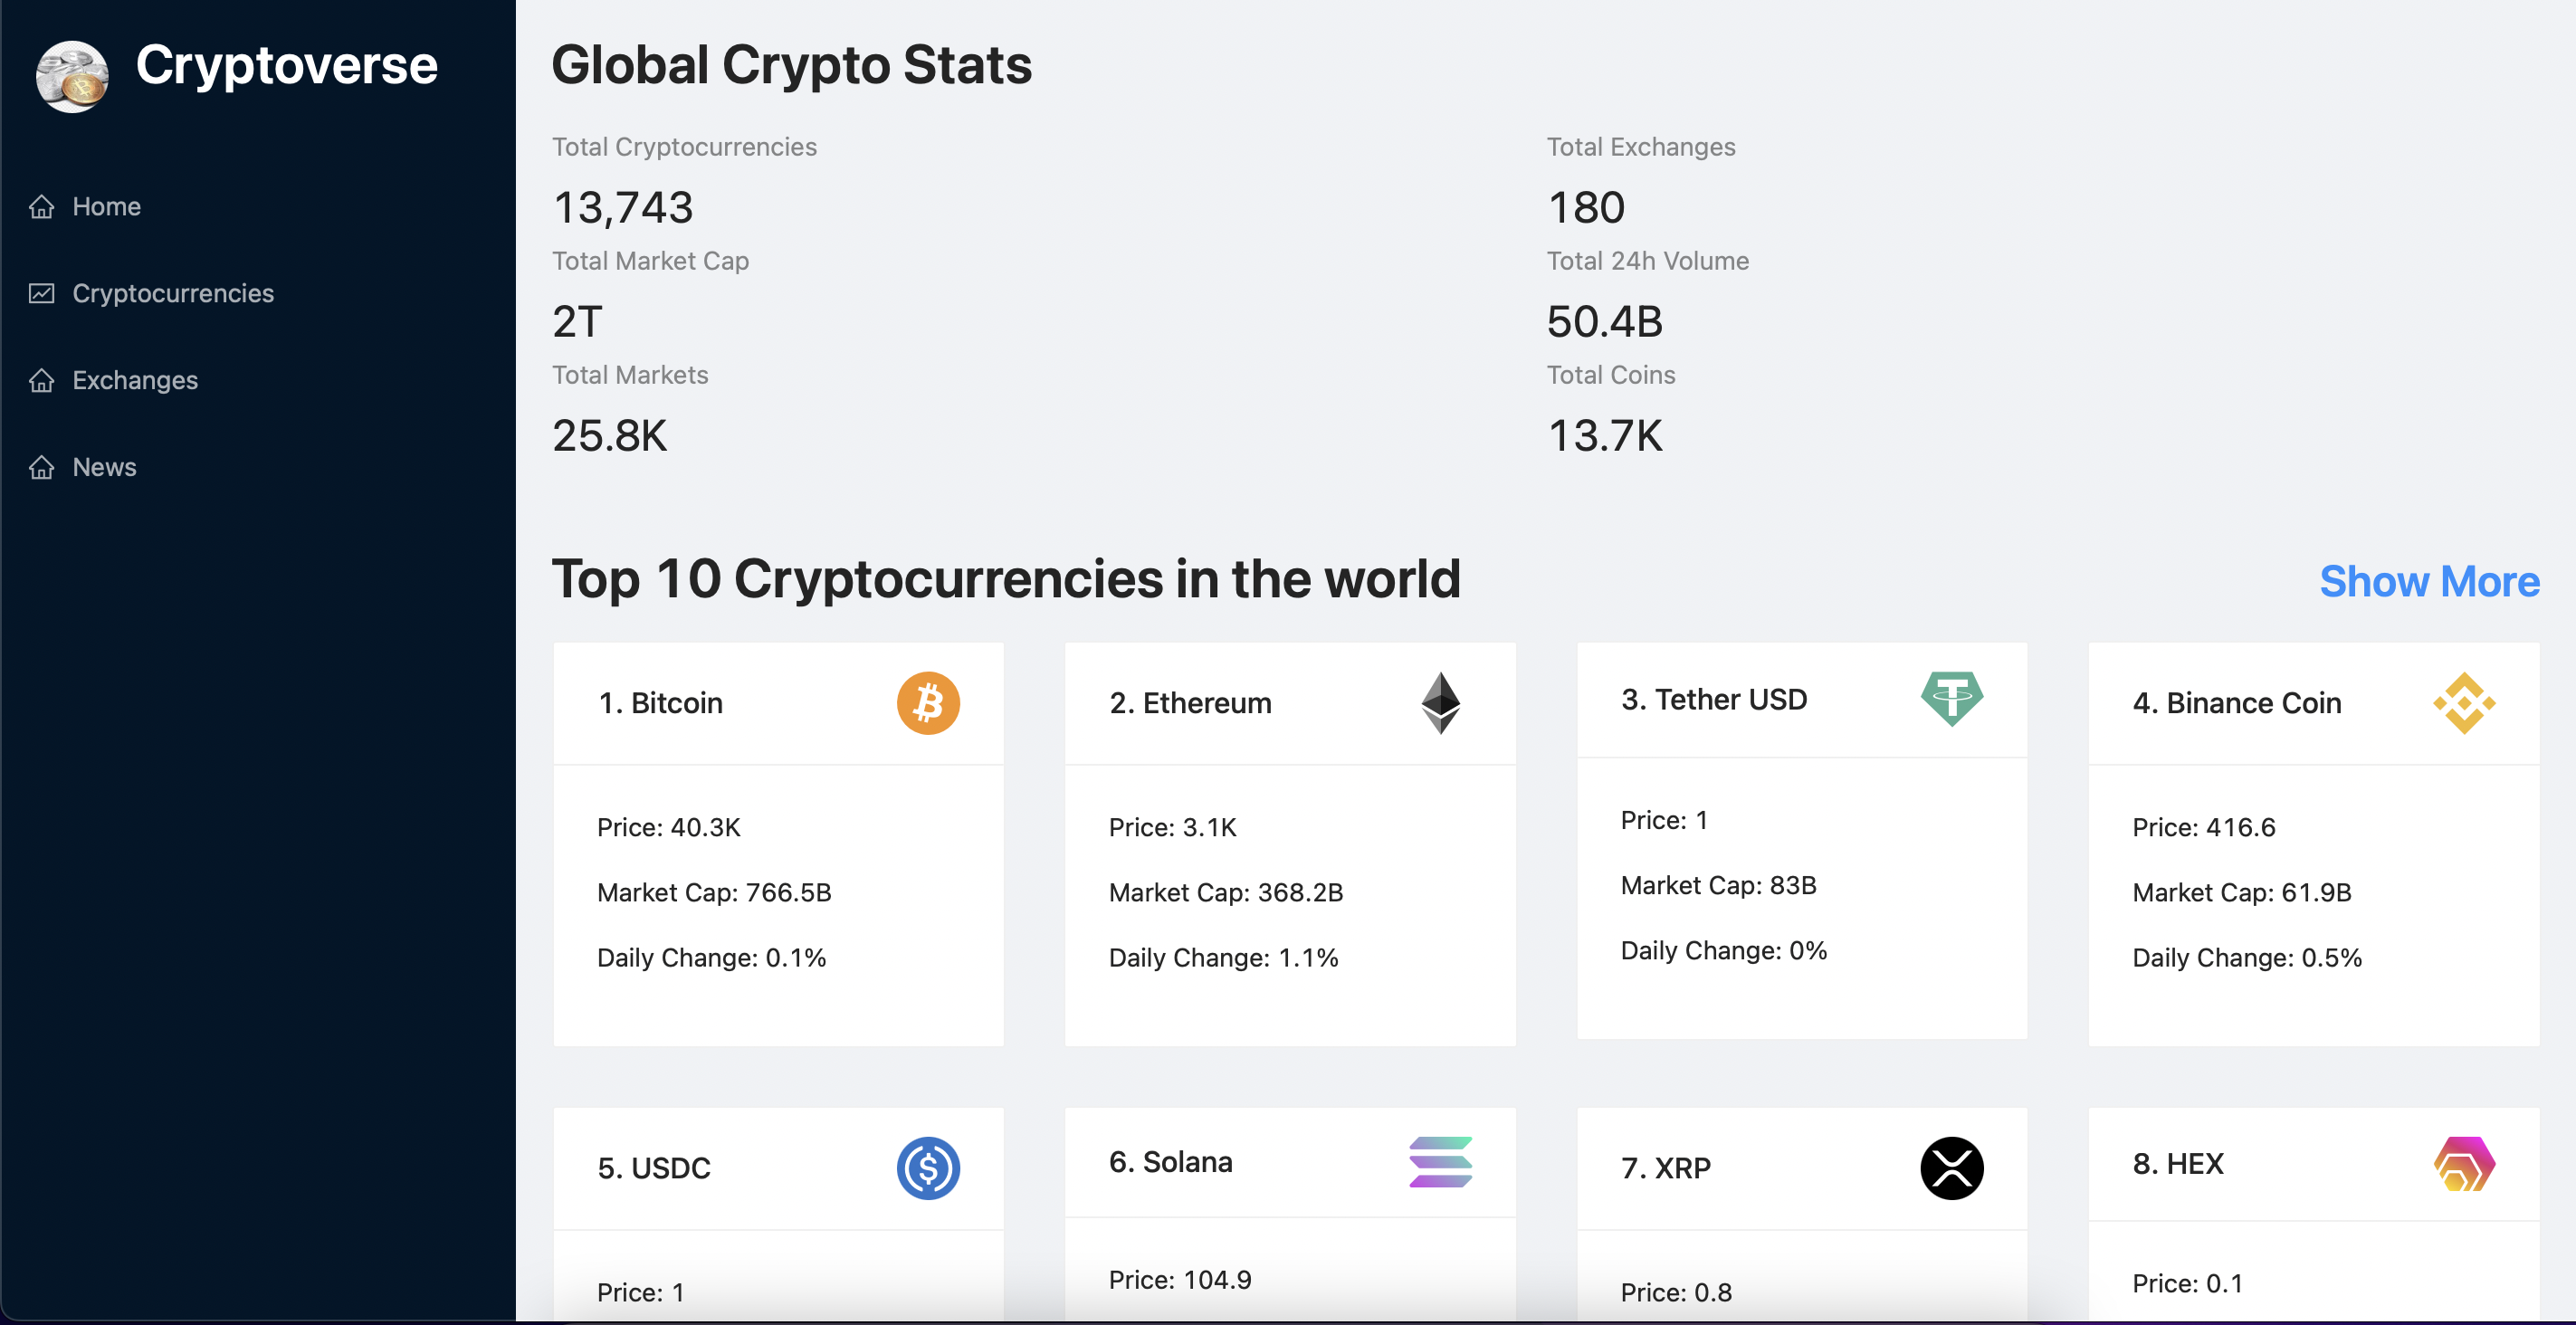 Cryptoverse
Home
Cryptocurrencies
Exchanges
News
Global Crypto Stats
Total Cryptocurrencies
13,743
Total Exchanges
180
Total Market Cap
2T
Total 24h Volume
50.4B
Total Markets
25.8K
Total Coins
13.7K
Top 10 Cryptocurrencies in the world
Show More
1. Bitcoin
Price: 40.3K
Market Cap: 766.5B
Daily Change: 0.1%
2. Ethereum
Price: 3.1K
Market Cap: 368.2B
Daily Change: 1.1%
3. Tether USD
Price: 1
Market Cap: 83B
Daily Change: 0%
4. Binance Coin
Price: 416.6
Market Cap: 61.9B
Daily Change: 0.5%
5. USDC
Price: 1
6. Solana
Price: 104.9
7. XRP
Price: 0.8
8. HEX
Price: 0.1